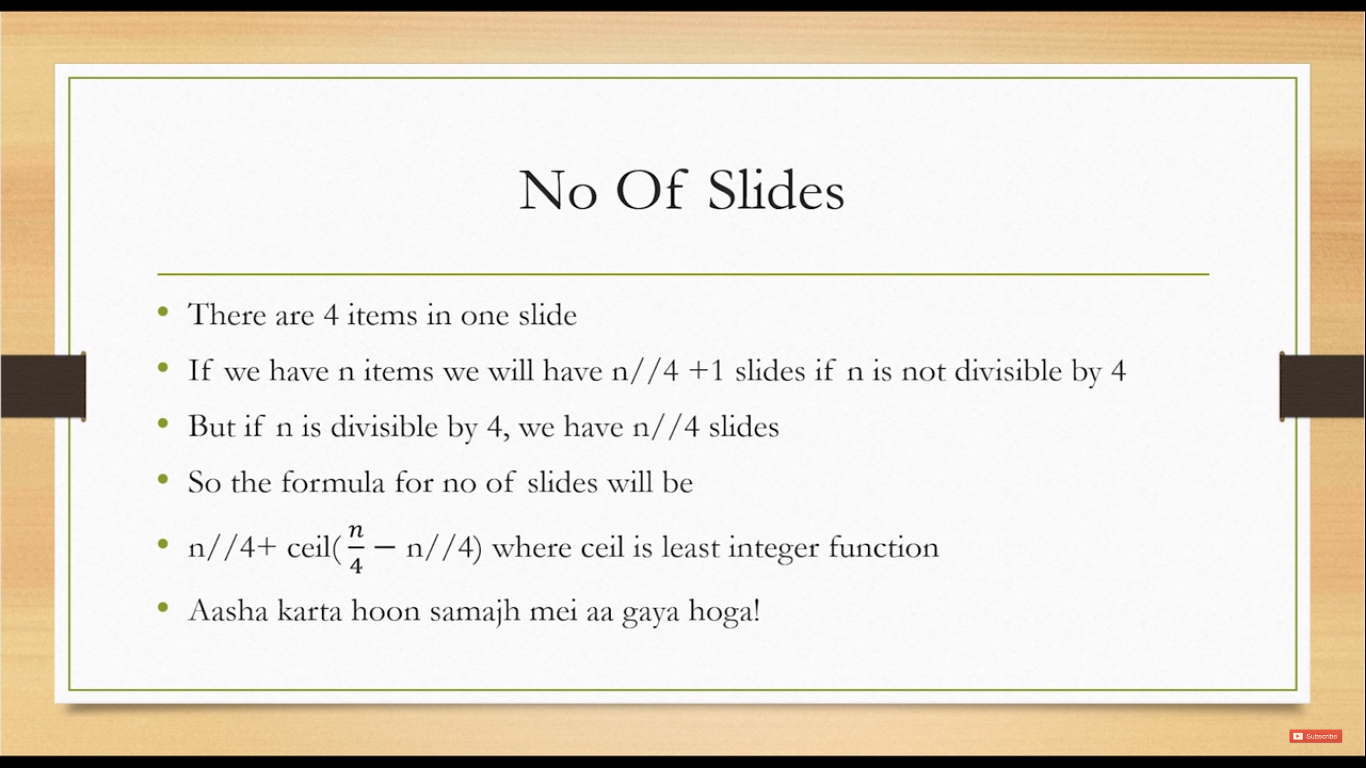 No Of Slides
There are 4 items in one slide
If we have n items we will have n//4 +1 slides if n is not divisible by 4
But if n is divisible by 4, we have n//4 slides
So the formula for no of slides will be
n//4+ ceil(n/4 − n//4) where ceil is least integer function
Aasha karta hoon samajh mei aa gaya hoga!
Subscribe